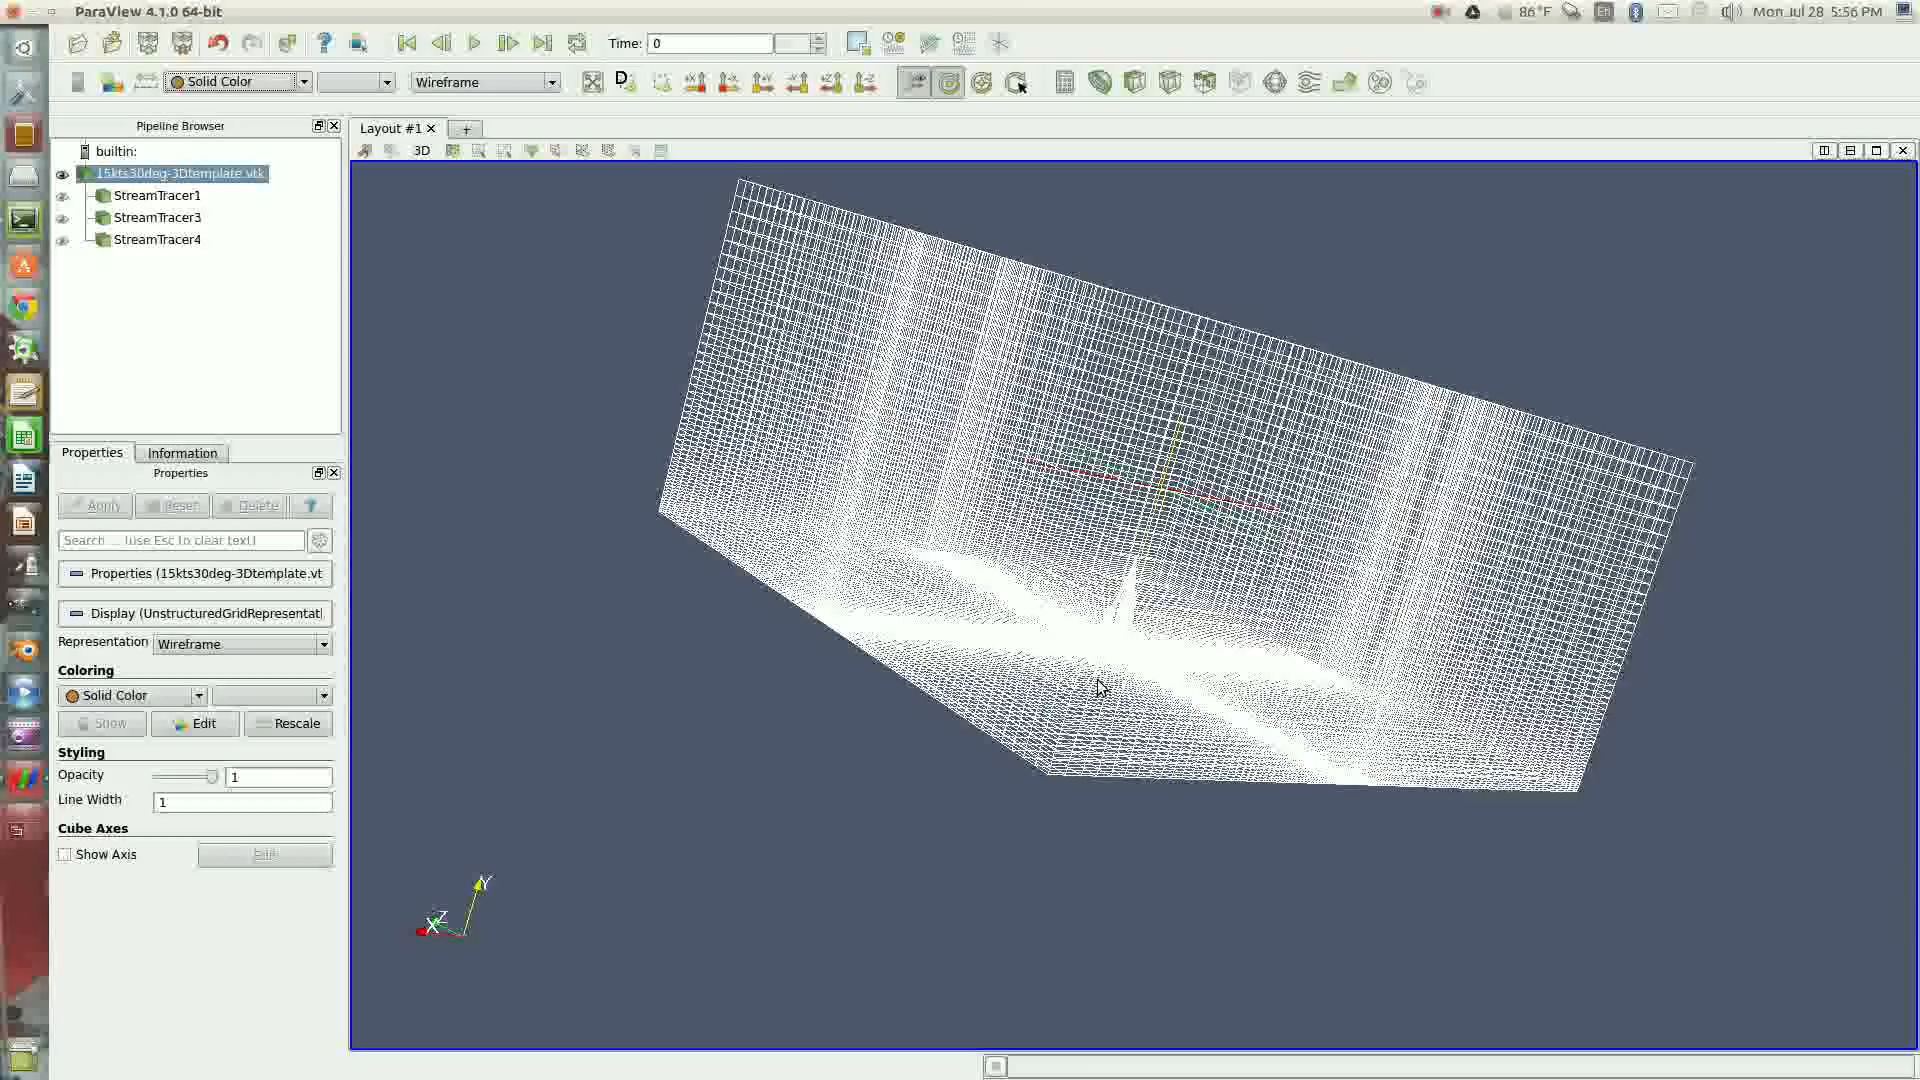 ParaView 4.1.0 64-bit
86°F
En
Mon Jul 28 5:56 PM
Time: 0
Solid Color
Wireframe
D
+X
-X
+Y
-Y
+Z
-Z
Pipeline Browser
builtin:
15kts30deg-3Dtemplate.vtk
StreamTracer1
StreamTracer3
StreamTracer4
Layout #1
+
3D
Properties
Information
Properties
Apply
Reset
Delete
?
Search ... (use Esc to clear text)
Properties (15kts30deg-3Dtemplate.vt
Display (UnstructuredGridRepresentat
Representation Wireframe
Coloring
Solid Color
Show
Edit
Rescale
Styling
Opacity 1
Line Width 1
Cube Axes
Show Axis
Edit
Y
Z
X